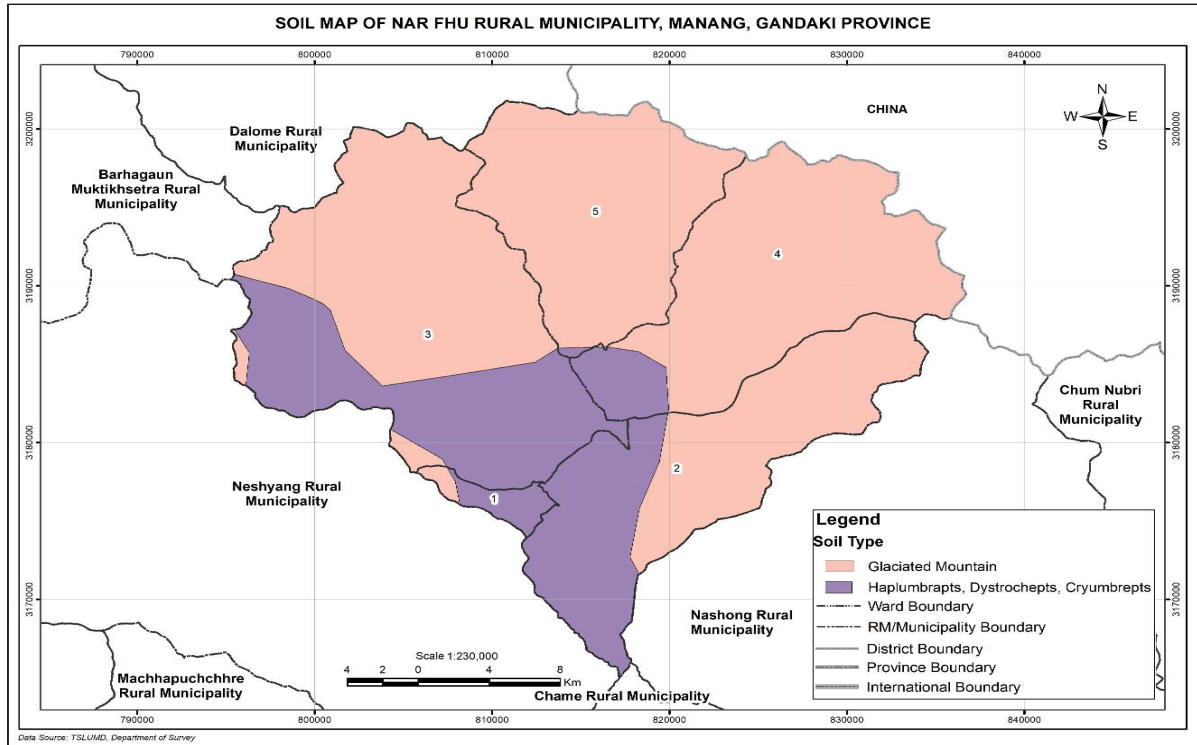 SOIL MAP OF NAR FHU RURAL MUNICIPALITY, MANANG, GANDAKI PROVINCE
790000 800000 810000 820000 830000 840000
3200000 3200000
CHINA
N
W E
S
Dalome Rural
Municipality
Barhagaun
Muktikhsetra Rural
Municipality
5
4
3190000 3190000
3
Chum Nubri
Rural
Municipality
3180000 3180000
2
Neshyang Rural
Municipality
1
Legend
Soil Type
Glaciated Mountain
Haplumbrapts, Dystrochepts, Cryumbrepts
Ward Boundary
RM/Municipality Boundary
District Boundary
Province Boundary
International Boundary
3170000 3170000
Nashong Rural
Municipality
Scale 1:230,000
4 2 0 4 8
Km
Machhapuchchhre
Rural Municipality
Chame Rural Municipality
790000 800000 810000 820000 830000 840000
Data Source: TSLUMD, Department of Survey